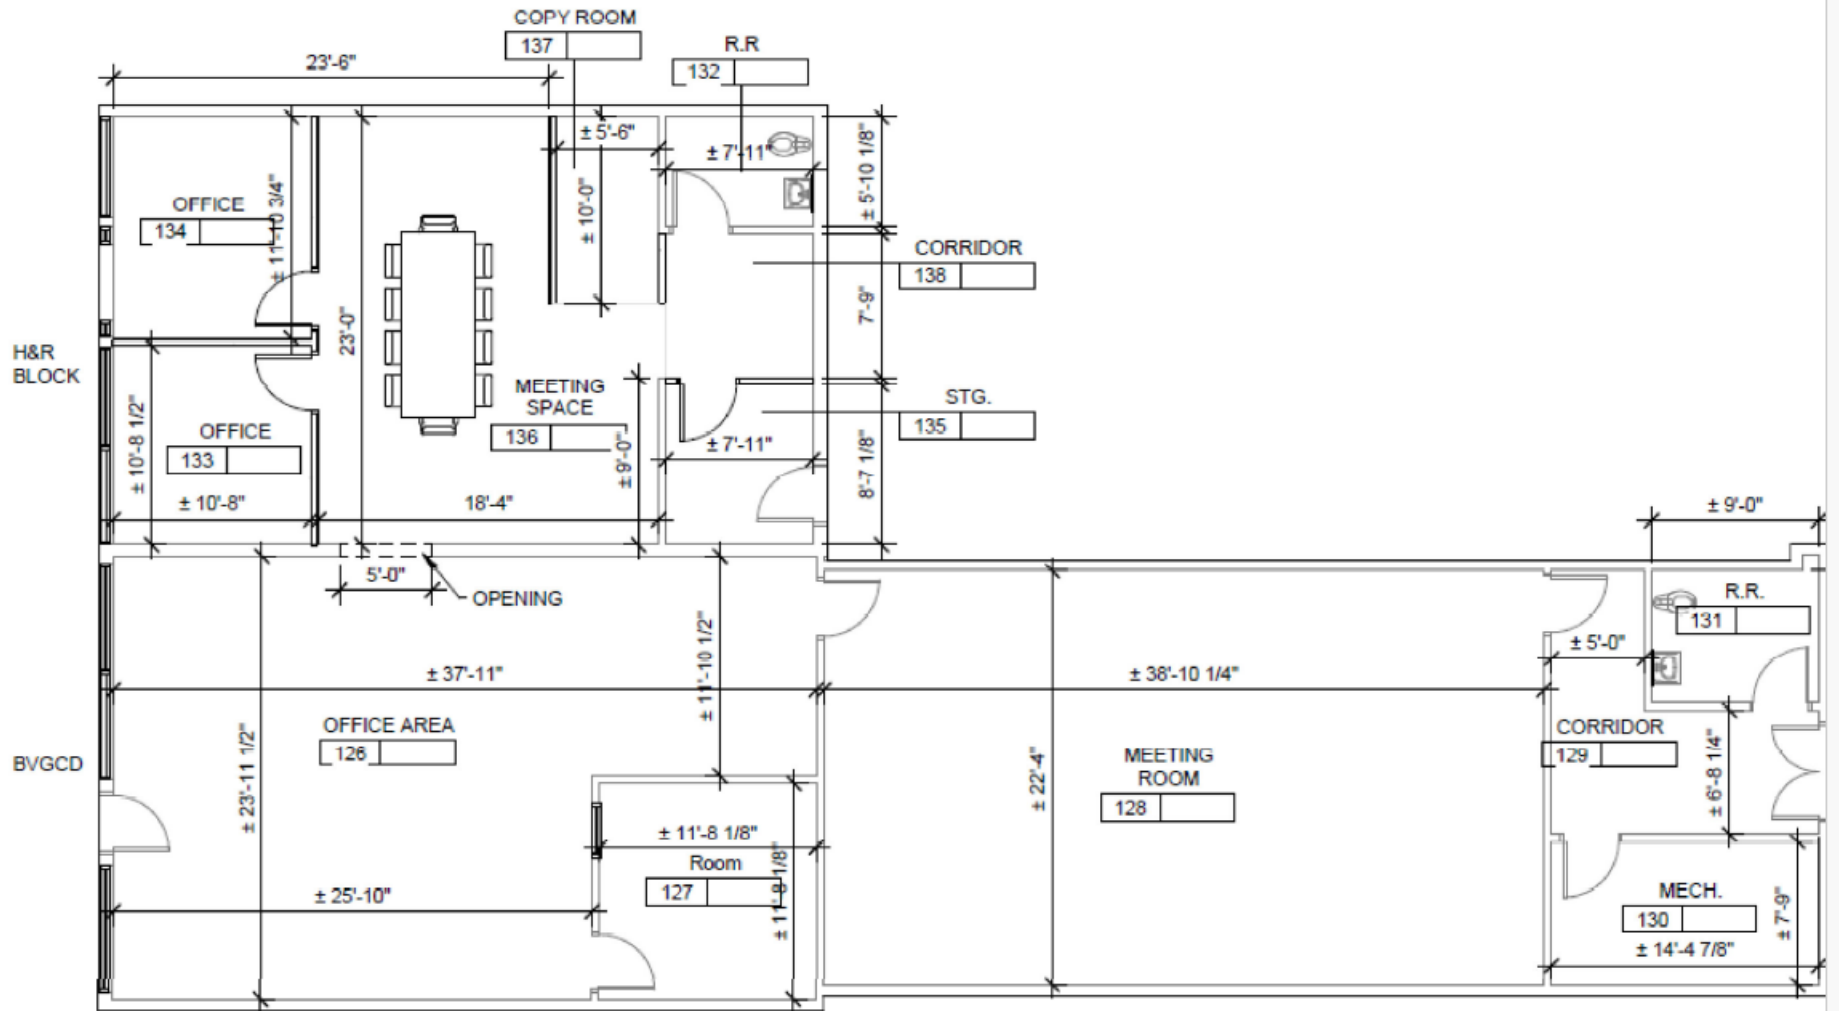 COPY ROOM
137
R.R
132
23'-6"
± 5'-6"
± 7'-11"
± 5'-10 1/8"
OFFICE
134
± 11'-10 3/4"
± 10'-0"
CORRIDOR
138
7'-9"
23'-0"
H&R
BLOCK
MEETING
SPACE
136
STG.
135
± 10'-8 1/2"
OFFICE
133
± 9'-0"
± 7'-11"
8'-7 1/8"
± 10'-8"
18'-4"
± 9'-0"
5'-0"
OPENING
R.R.
131
± 11'-10 1/2"
± 5'-0"
± 37'-11"
± 38'-10 1/4"
OFFICE AREA
126
CORRIDOR
129
BVGCD
MEETING
ROOM
128
± 23'-11 1/2"
± 22'-4"
± 6'-8 1/4"
± 11'-8 1/8"
Room
127
± 11'-8 1/8"
± 25'-10"
MECH.
130
± 7'-9"
± 14'-4 7/8"